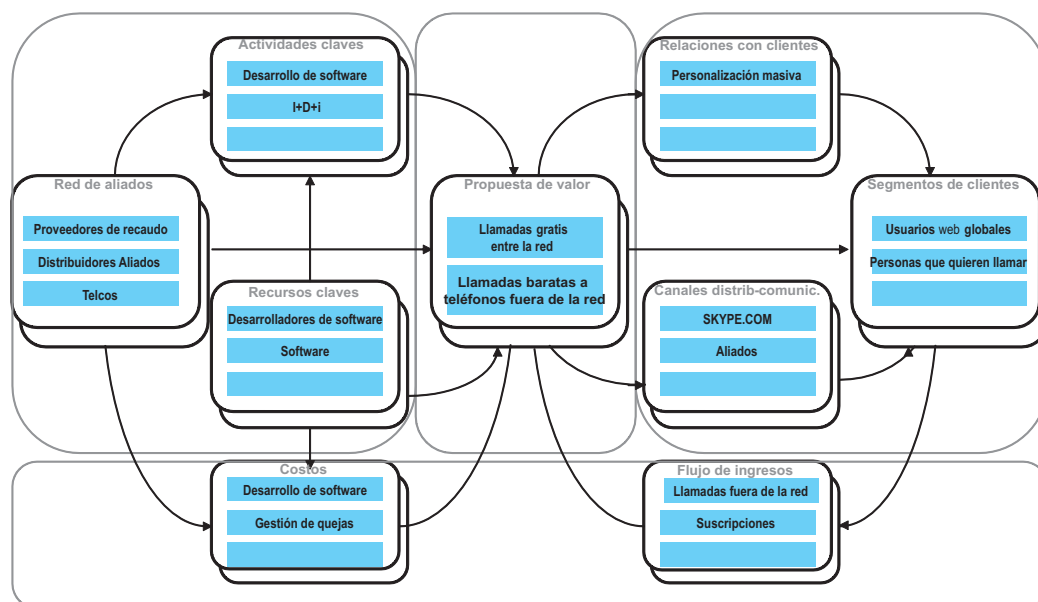 Actividades claves
Desarrollo de software
I+D+i
Relaciones con clientes
Personalización masiva
Red de aliados
Proveedores de recaudo
Distribuidores Aliados
Telcos
Propuesta de valor
Llamadas gratis
entre la red
Llamadas baratas a
teléfonos fuera de la red
Segmentos de clientes
Usuarios web globales
Personas que quieren llamar
Recursos claves
Desarrolladores de software
Software
Canales distrib-comunic.
SKYPE.COM
Aliados
Costos
Desarrollo de software
Gestión de quejas
Flujo de ingresos
Llamadas fuera de la red
Suscripciones